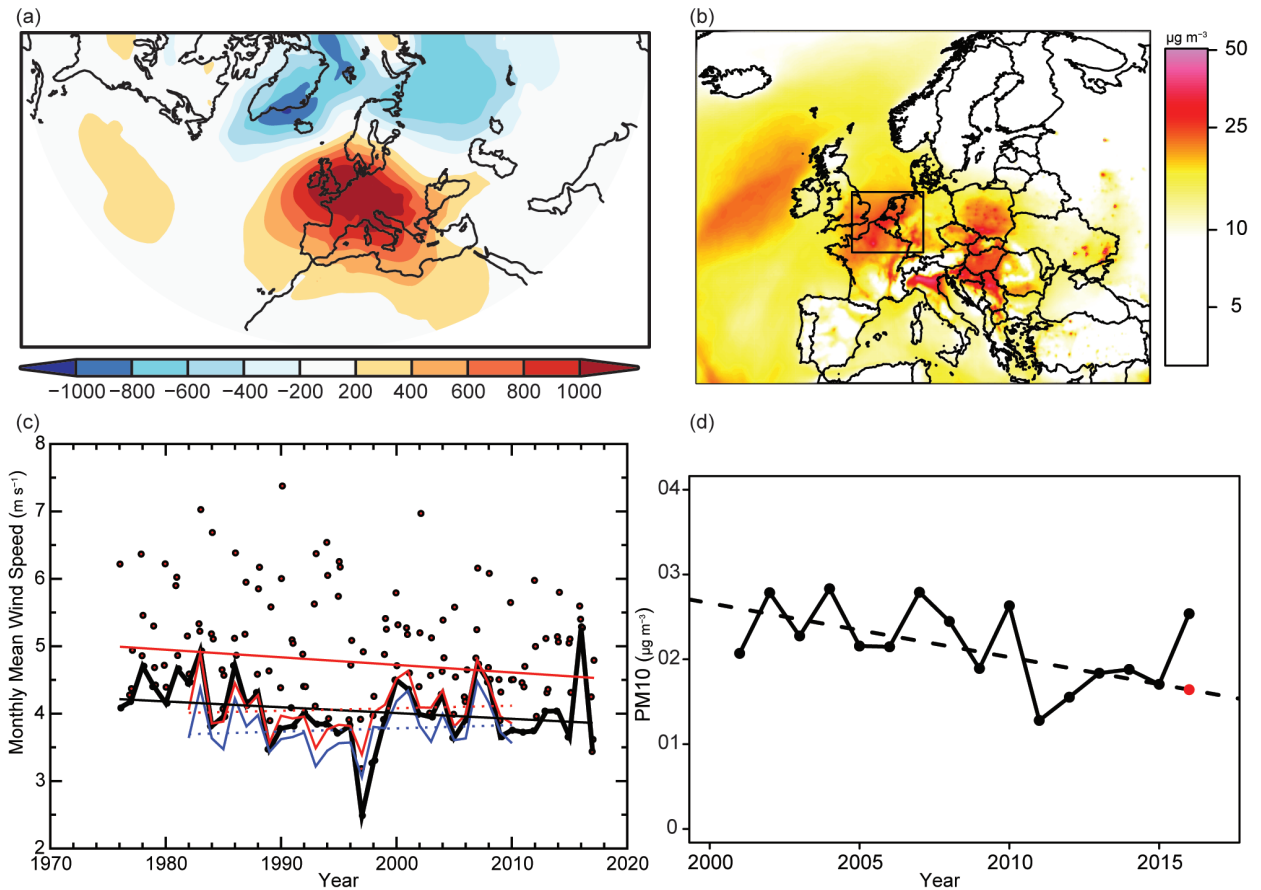 (a)
−1000 −800 −600 −400 −200 200 400 600 800 1000
(b)
µg m⁻³
50
25
10
5
(c)
Monthly Mean Wind Speed (m s⁻¹)
8
7
6
5
4
3
2
1970 1980 1990 2000 2010 2020
Year
(d)
PM10 (µg m⁻³)
04
03
02
01
0
2000 2005 2010 2015
Year